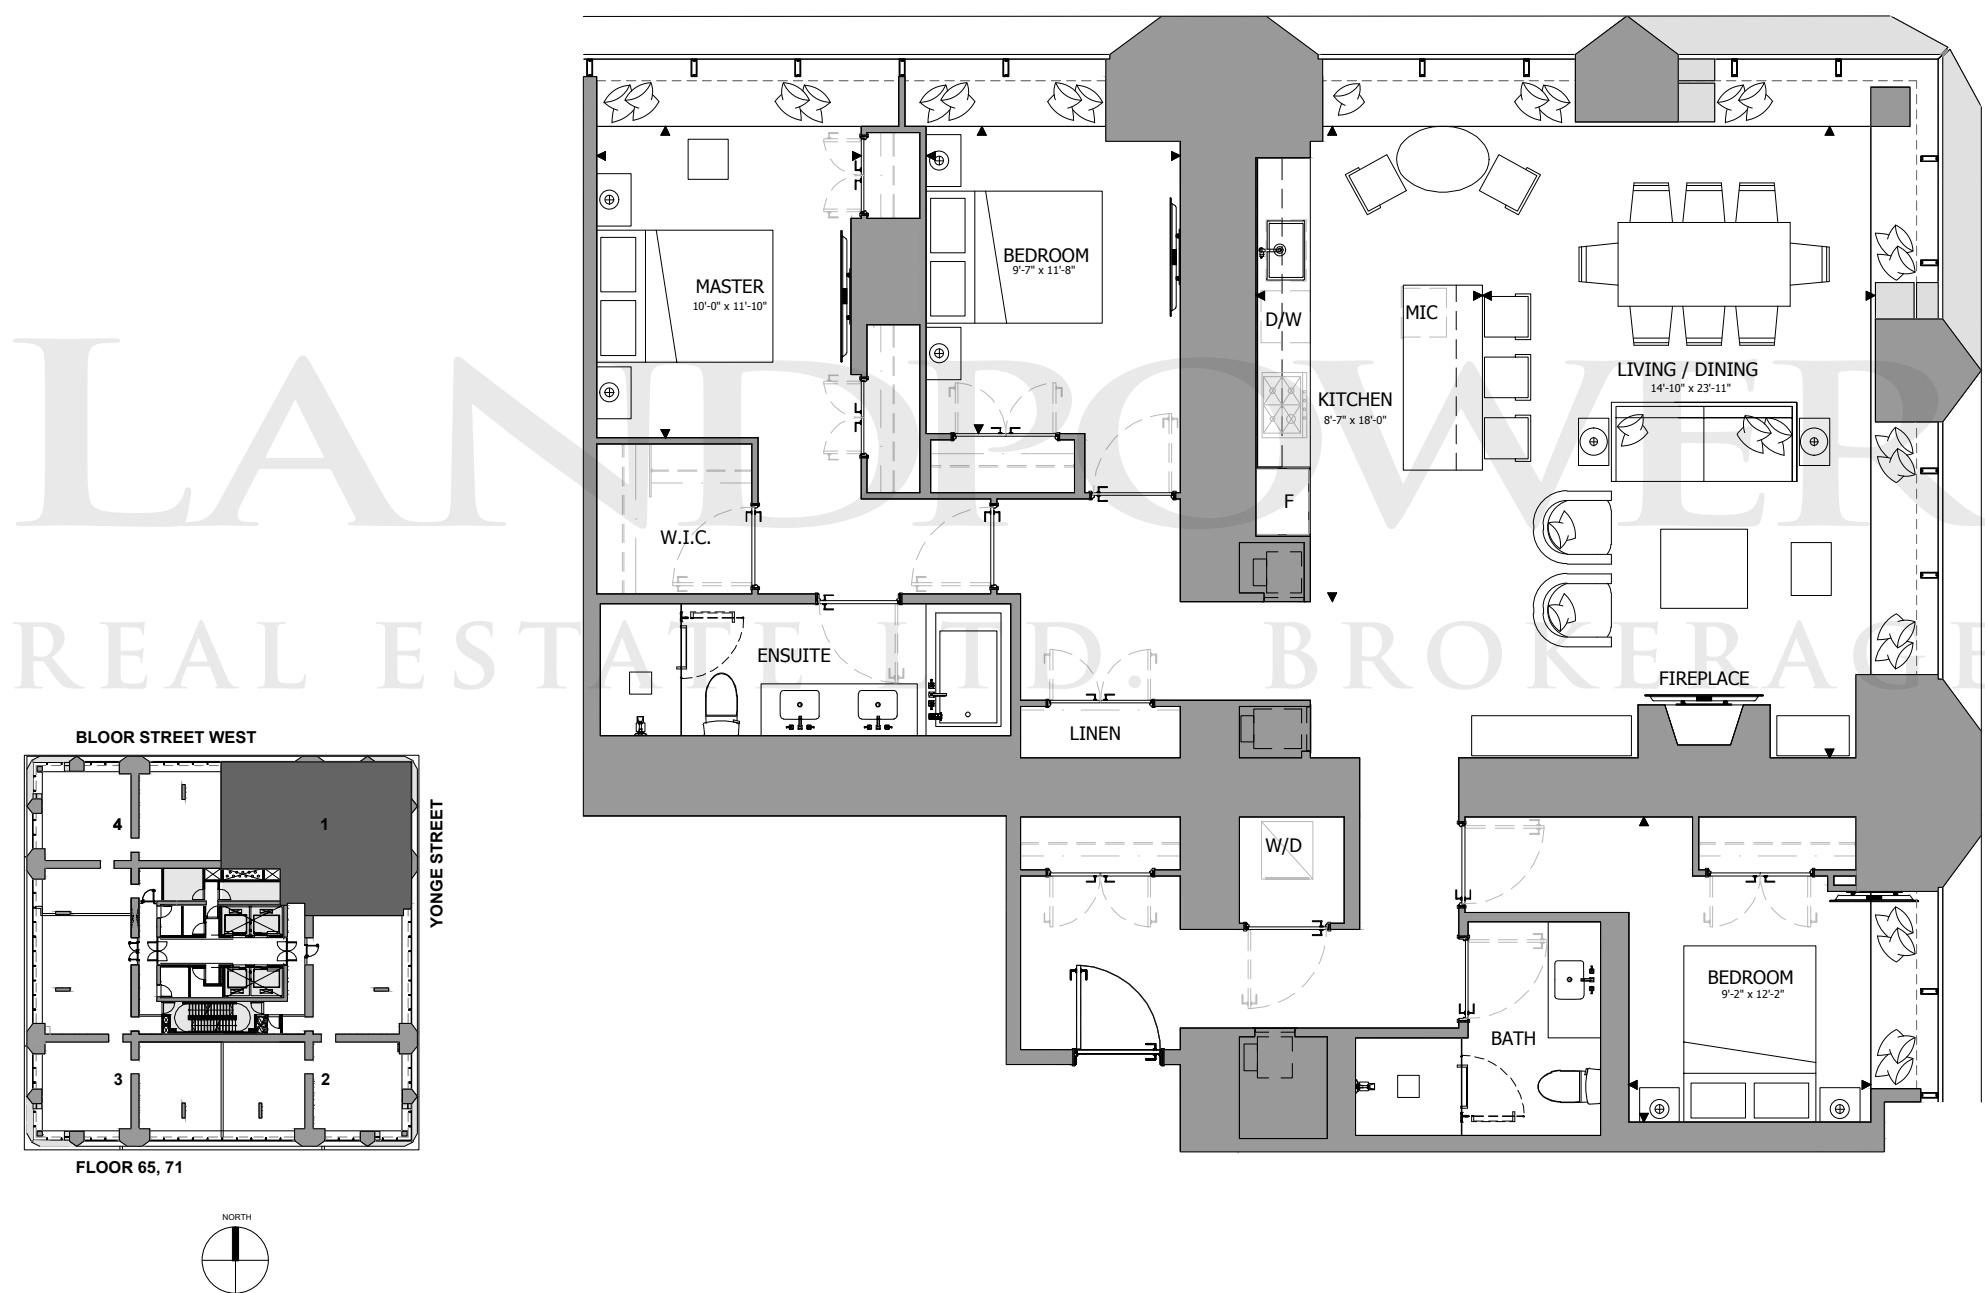 MASTER
10'-0" x 11'-10"
BEDROOM
9'-7" x 11'-8"
D/W
MIC
LIVING / DINING
14'-10" x 23'-11"
KITCHEN
8'-7" x 18'-0"
LANDPOWER
F
W.I.C.
REAL ESTATE LTD. BROKERAGE
ENSUITE
FIREPLACE
LINEN
BLOOR STREET WEST
YONGE STREET
4
1
3
2
FLOOR 65, 71
NORTH
W/D
BEDROOM
9'-2" x 12'-2"
BATH